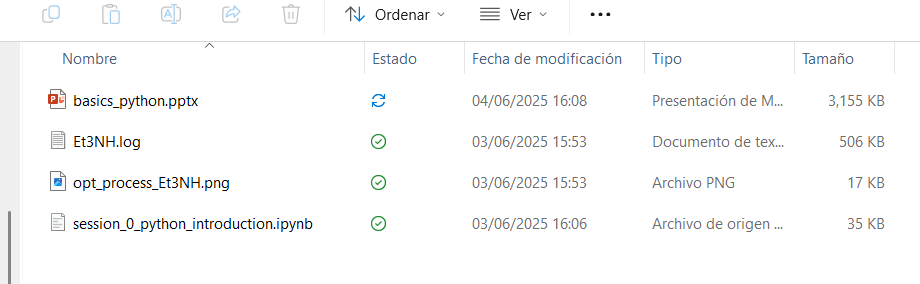 Ordenar Ver
Nombre Estado Fecha de modificación Tipo Tamaño
basics_python.pptx 04/06/2025 16:08 Presentación de M... 3,155 KB
Et3NH.log 03/06/2025 15:53 Documento de tex... 506 KB
opt_process_Et3NH.png 03/06/2025 15:53 Archivo PNG 17 KB
session_0_python_introduction.ipynb 03/06/2025 16:06 Archivo de origen ... 35 KB